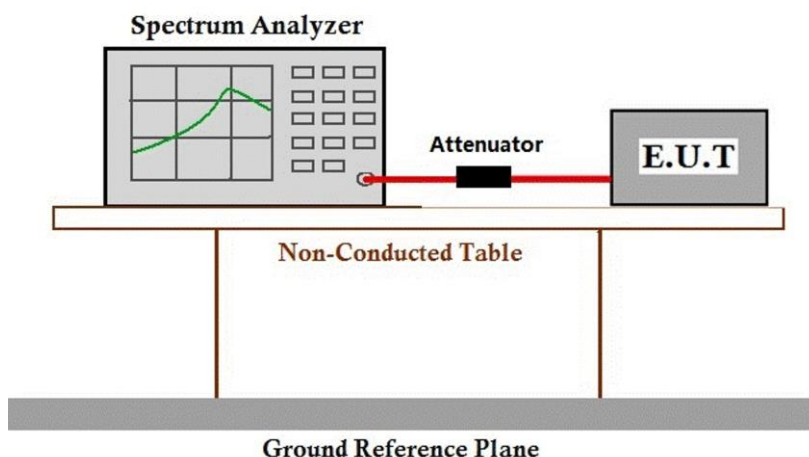 Spectrum Analyzer
Attenuator
E.U.T
Non-Conducted Table
Ground Reference Plane